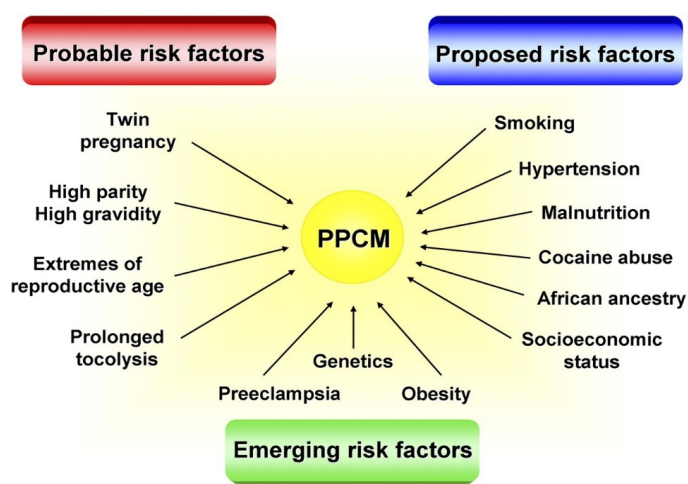 Probable risk factors
Proposed risk factors
Twin
pregnancy
High parity
High gravidity
Extremes of
reproductive age
Prolonged
tocolysis
PPCM
Smoking
Hypertension
Malnutrition
Cocaine abuse
African ancestry
Socioeconomic
status
Genetics
Preeclampsia
Obesity
Emerging risk factors